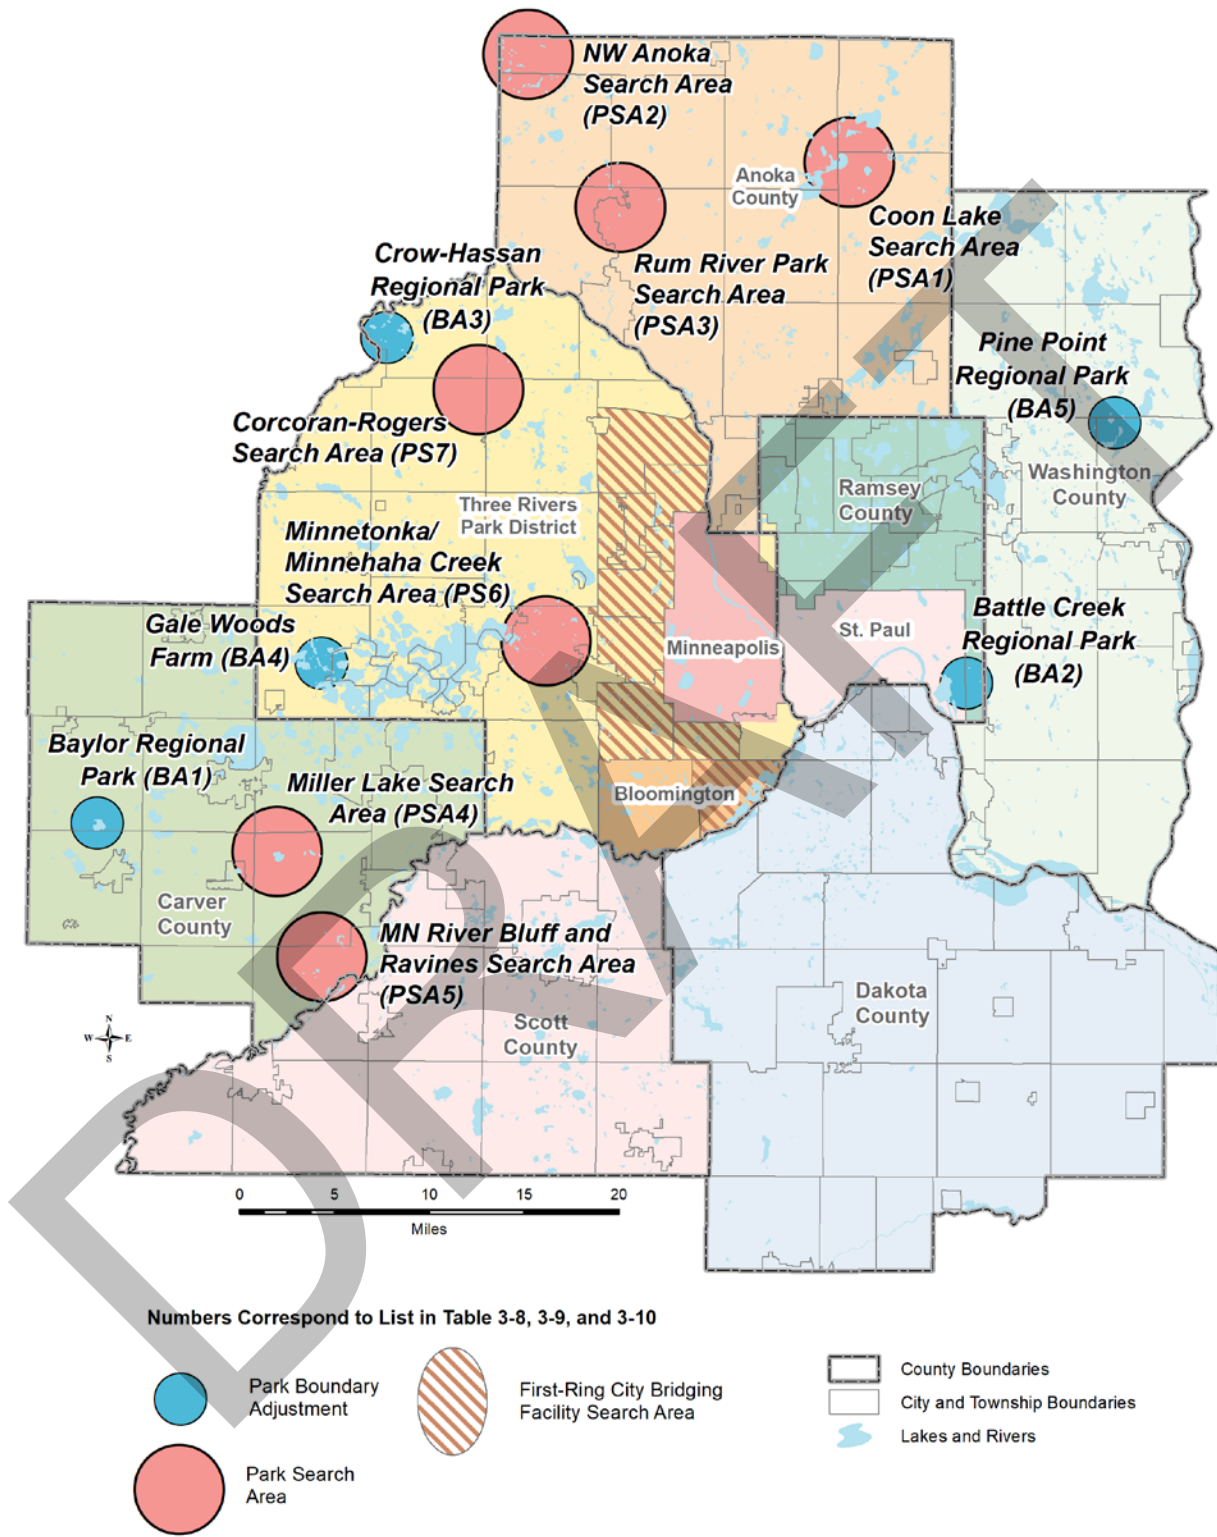 NW Anoka
Search Area
(PSA2)
Anoka
County
Coon Lake
Search Area
(PSA1)
Crow-Hassan
Regional Park
(BA3)
Rum River Park
Search Area
(PSA3)
Pine Point
Regional Park
(BA5)
Corcoran-Rogers
Search Area (PS7)
Washington
County
Ramsey
County
Three Rivers
Park District
Minnetonka/
Minnehaha Creek
Search Area (PS6)
Gale Woods
Farm (BA4)
Minneapolis
St. Paul
Battle Creek
Regional Park
(BA2)
Baylor Regional
Park (BA1)
Miller Lake Search
Area (PSA4)
Bloomington
Carver
County
MN River Bluff and
Ravines Search Area
(PSA5)
Scott
County
Dakota
County
N
W E
S
0 5 10 15 20
Miles
DRAFT
Numbers Correspond to List in Table 3-8, 3-9, and 3-10
Park Boundary
Adjustment
Park Search
Area
First-Ring City Bridging
Facility Search Area
County Boundaries
City and Township Boundaries
Lakes and Rivers